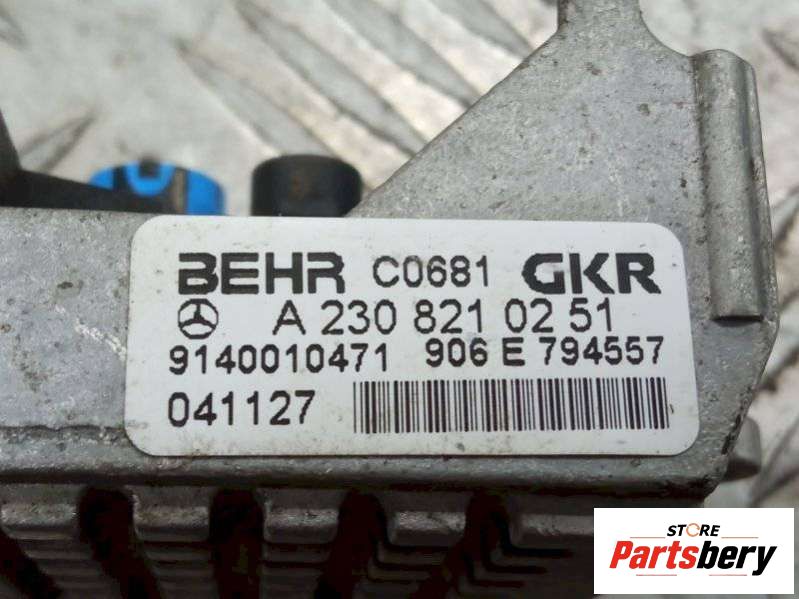 BEHR C0681 GKR
A 230 821 02 51
9140010471 906 E 794557
041127
STORE
Partsbery